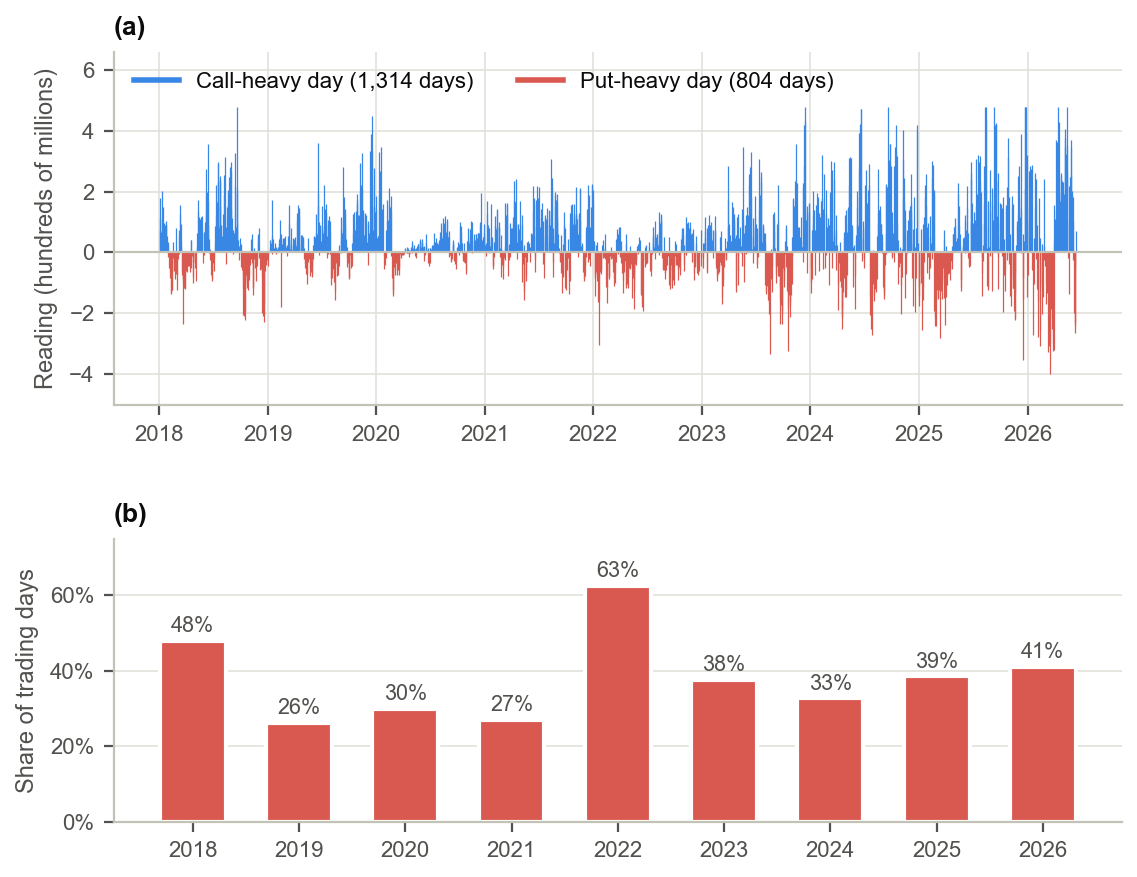 (a)
Reading (hundreds of millions)
Call-heavy day (1,314 days) Put-heavy day (804 days)
6
4
2
0
−2
−4
2018 2019 2020 2021 2022 2023 2024 2025 2026
(b)
Share of trading days
60%
40%
20%
0%
48% 26% 30% 27% 63% 38% 33% 39% 41%
2018 2019 2020 2021 2022 2023 2024 2025 2026